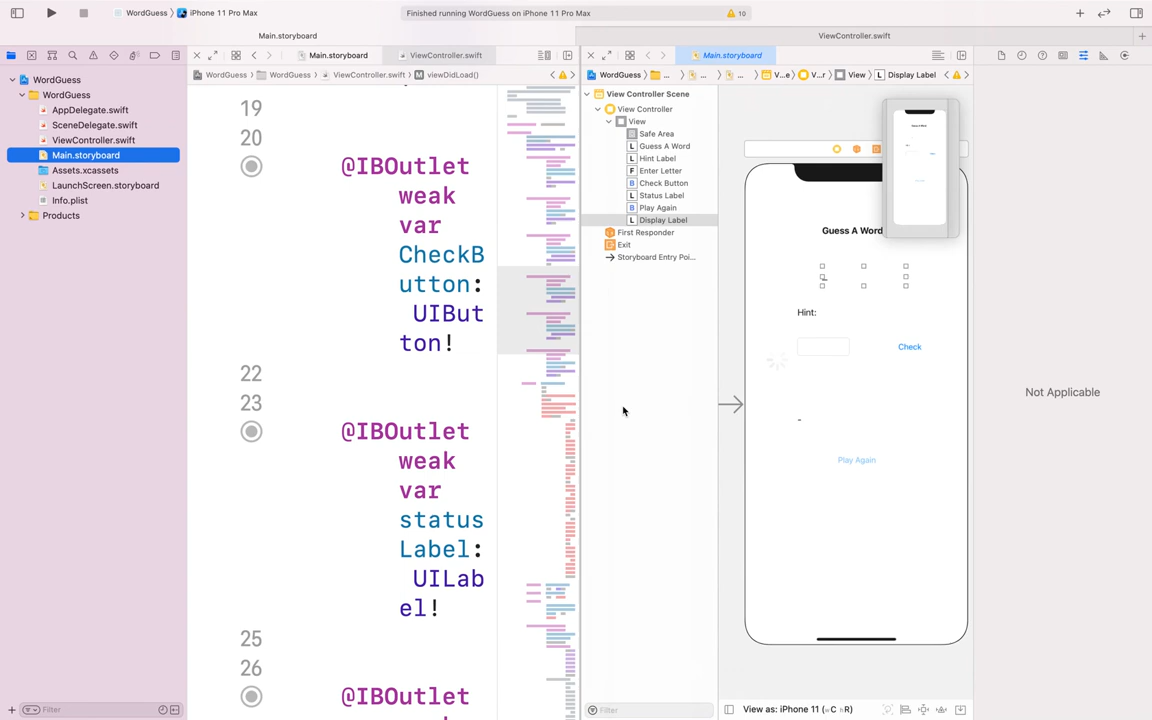 WordGuess
iPhone 11 Pro Max
Finished running WordGuess on iPhone 11 Pro Max
10
Main.storyboard
ViewController.swift
Main.storyboard
ViewController.swift
Main.storyboard
WordGuess
WordGuess
ViewController.swift
M viewDidLoad()
WordGuess
V...e
V...r
View
L Display Label
WordGuess
WordGuess
AppDelegate.swift
SceneDelegate.swift
ViewController.swift
Main.storyboard
Assets.xcassets
LaunchScreen.storyboard
Info.plist
Products
19
20
@IBOutlet
weak
var
CheckB
utton:
UIBut
ton!
22
23
@IBOutlet
weak
var
status
Label:
UILab
el!
25
26
@IBOutlet
View Controller Scene
View Controller
View
Safe Area
L Guess A Word
L Hint Label
F Enter Letter
B Check Button
L Status Label
B Play Again
L Display Label
First Responder
Exit
Storyboard Entry Poi...
Guess A Word
Guess A Word
Hint:
Check
-
Play Again
Not Applicable
Filter
Filter
View as: iPhone 11 (wC hR)